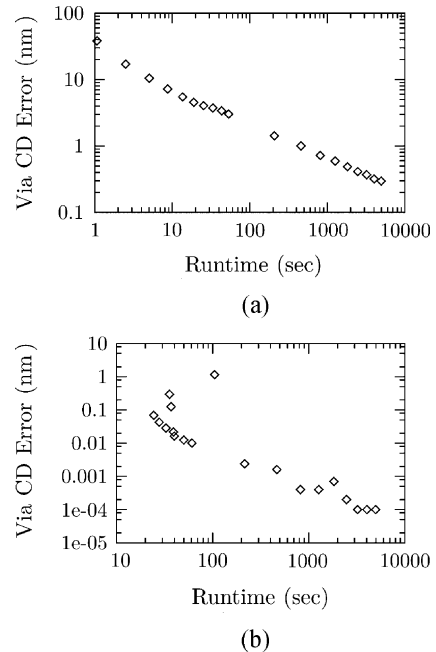 100
10
1
0.1
Via CD Error (nm)
1 10 100 1000 10000
Runtime (sec)
(a)
10
1
0.1
0.01
0.001
1e-04
1e-05
Via CD Error (nm)
10 100 1000 10000
Runtime (sec)
(b)